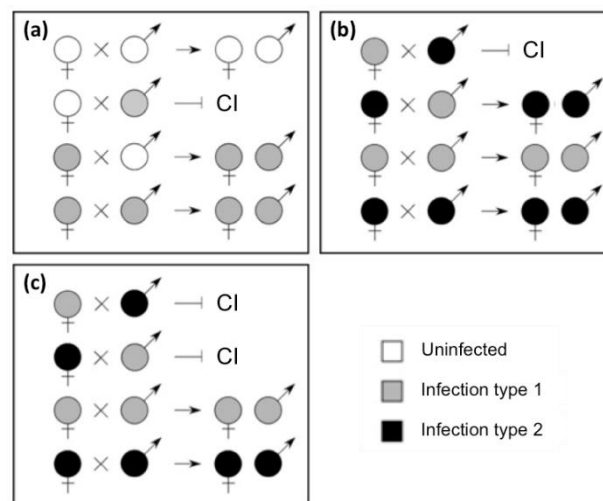 (a)
CI
(b)
CI
(c)
CI
CI
Uninfected
Infection type 1
Infection type 2